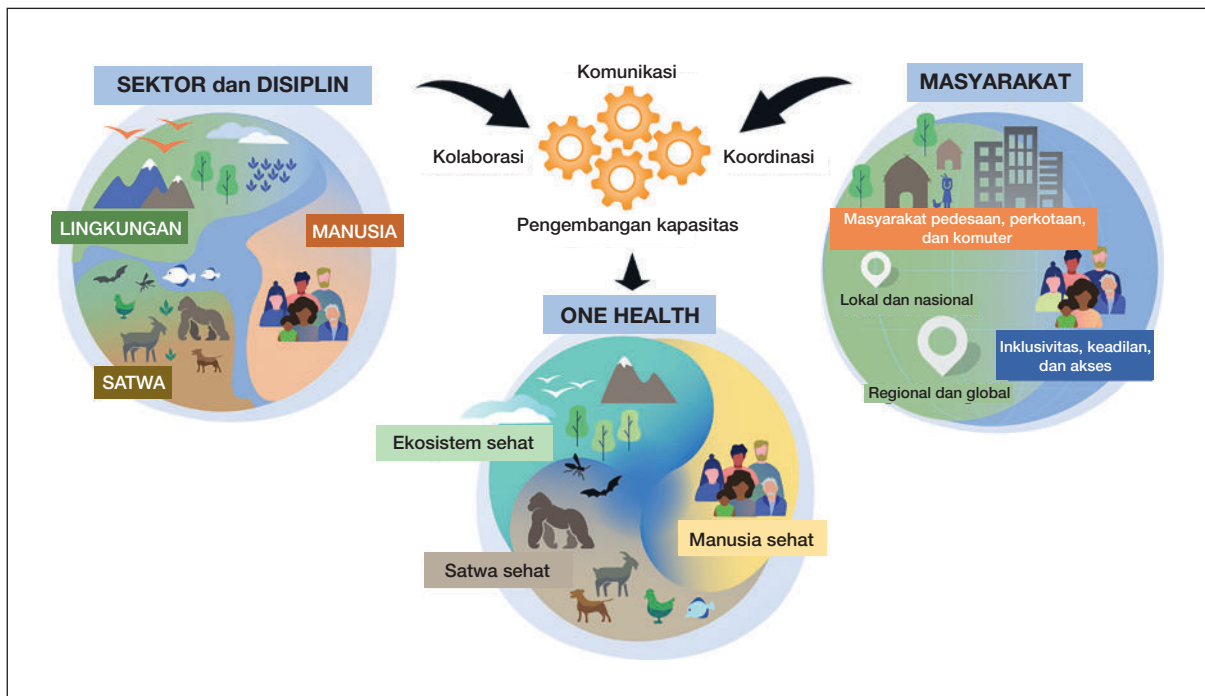 SEKTOR dan DISIPLIN
LINGKUNGAN
MANUSIA
SATWA
Komunikasi
Kolaborasi
Koordinasi
Pengembangan kapasitas
MASYARAKAT
Masyarakat pedesaan, perkotaan,
dan komuter
Lokal dan nasional
Inklusivitas, keadilan,
dan akses
Regional dan global
ONE HEALTH
Ekosistem sehat
Manusia sehat
Satwa sehat